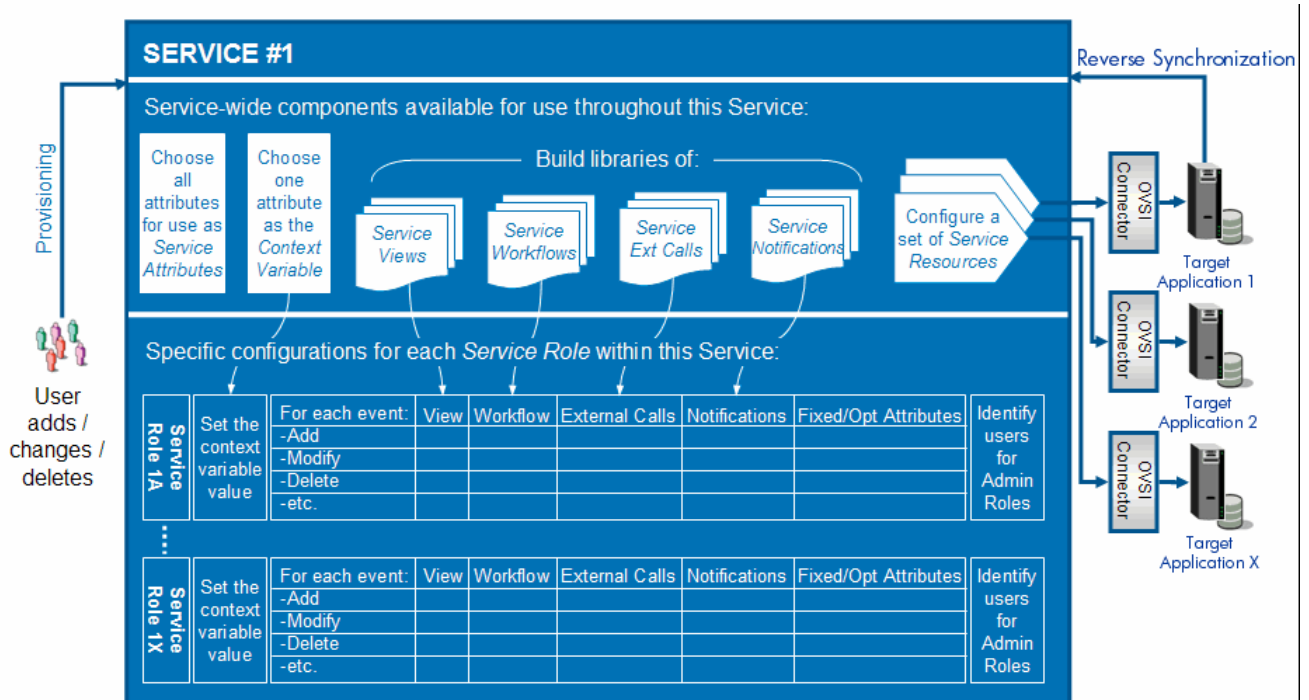 SERVICE #1
Reverse Synchronization
Service-wide components available for use throughout this Service:
Provisioning
Choose
all
attributes
for use as
Service
Attributes
Choose
one
attribute
as the
Context
Variable
Build libraries of:
Service
Views
Service
Workflows
Service
Ext Calls
Service
Notifications
Configure a
set of Service
Resources
OVSI
Connector
Target
Application 1
OVSI
Connector
Target
Application 2
OVSI
Connector
Target
Application X
User
adds /
changes /
deletes
Specific configurations for each Service Role within this Service:
Service
Role 1A
Set the
context
variable
value
For each event: View Workflow External Calls Notifications Fixed/Opt Attributes
-Add
-Modify
-Delete
-etc.
Identify
users
for
Admin
Roles
Service
Role 1X
Set the
context
variable
value
For each event: View Workflow External Calls Notifications Fixed/Opt Attributes
-Add
-Modify
-Delete
-etc.
Identify
users
for
Admin
Roles